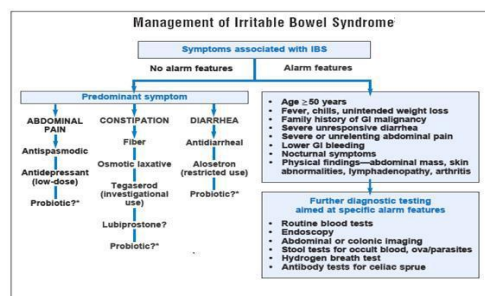 Management of Irritable Bowel Syndrome
Symptoms associated with IBS
No alarm features
Alarm features
Predominant symptom
ABDOMINAL
PAIN
Antispasmodic
Antidepressant
(low-dose)
Probiotic?*
CONSTIPATION
Fiber
Osmotic laxative
Tegaserod
(investigational
use)
Lubiprostone?
Probiotic?*
DIARRHEA
Antidiarrheal
Alosetron
(restricted use)
Probiotic?*
• Age ≥50 years
• Fever, chills, unintended weight loss
• Family history of GI malignancy
• Severe unresponsive diarrhea
• Severe or unrelenting abdominal pain
• Lower GI bleeding
• Nocturnal symptoms
• Physical findings—abdominal mass, skin
abnormalities, lymphadenopathy, arthritis
Further diagnostic testing
aimed at specific alarm features
• Routine blood tests
• Endoscopy
• Abdominal or colonic imaging
• Stool tests for occult blood, ova/parasites
• Hydrogen breath test
• Antibody tests for celiac sprue